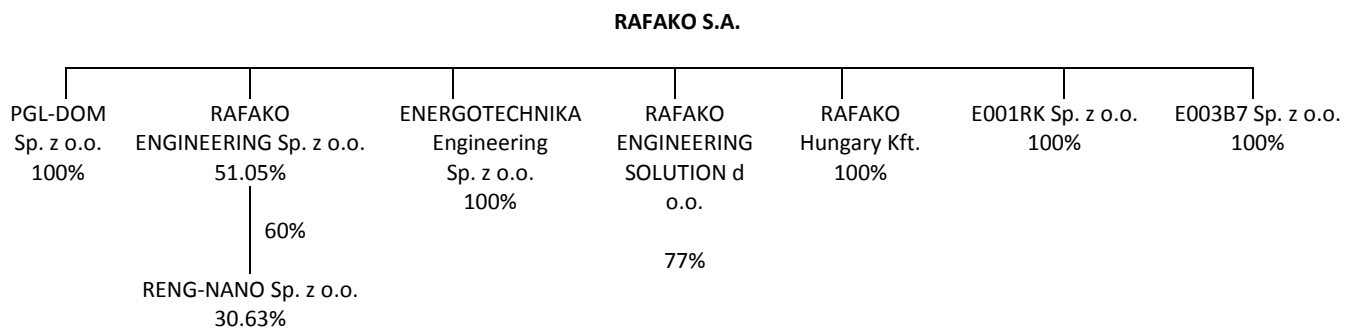 RAFAKO S.A.
PGL-DOM
Sp. z o.o.
100%
RAFAKO
ENGINEERING Sp. z o.o.
51.05%
60%
RENG-NANO Sp. z o.o.
30.63%
ENERGOTECHNIKA
Engineering
Sp. z o.o.
100%
RAFAKO
ENGINEERING
SOLUTION d
o.o.
77%
RAFAKO
Hungary Kft.
100%
E001RK Sp. z o.o.
100%
E003B7 Sp. z o.o.
100%